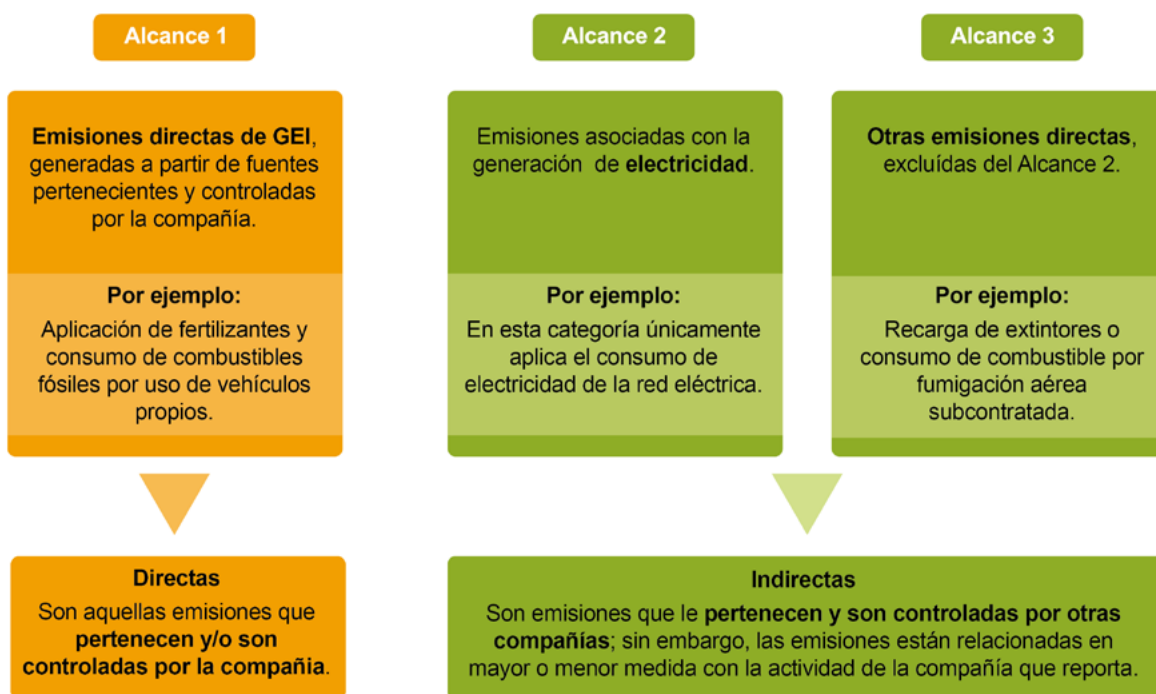 Alcance 1
Emisiones directas de GEI,
generadas a partir de fuentes
pertenecientes y controladas
por la compañía.
Por ejemplo:
Aplicación de fertilizantes y
consumo de combustibles
fósiles por uso de vehículos
propios.
Directas
Son aquellas emisiones que
pertenecen y/o son
controladas por la compañia.
Alcance 2
Emisiones asociadas con la
generación de electricidad.
Por ejemplo:
En esta categoría únicamente
aplica el consumo de
electricidad de la red eléctrica.
Alcance 3
Otras emisiones directas,
excluídas del Alcance 2.
Por ejemplo:
Recarga de extintores o
consumo de combustible por
fumigación aérea
subcontratada.
Indirectas
Son emisiones que le pertenecen y son controladas por otras
compañías; sin embargo, las emisiones están relacionadas en
mayor o menor medida con la actividad de la compañía que reporta.